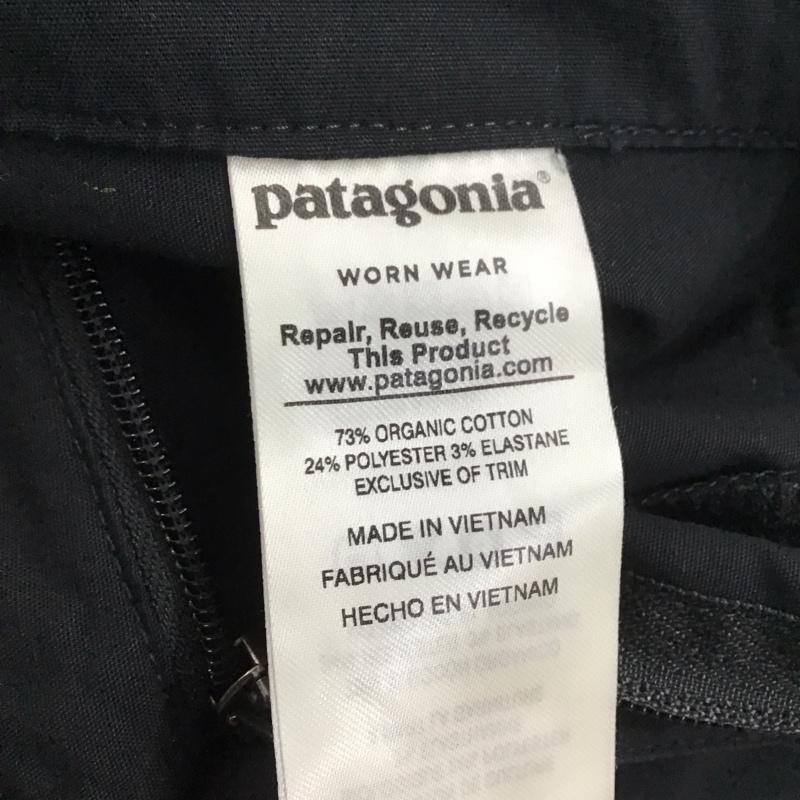 patagonia®
WORN WEAR
Repair, Reuse, Recycle
This Product
www.patagonia.com
73% ORGANIC COTTON
24% POLYESTER 3% ELASTANE
EXCLUSIVE OF TRIM
MADE IN VIETNAM
FABRIQUÉ AU VIETNAM
HECHO EN VIETNAM